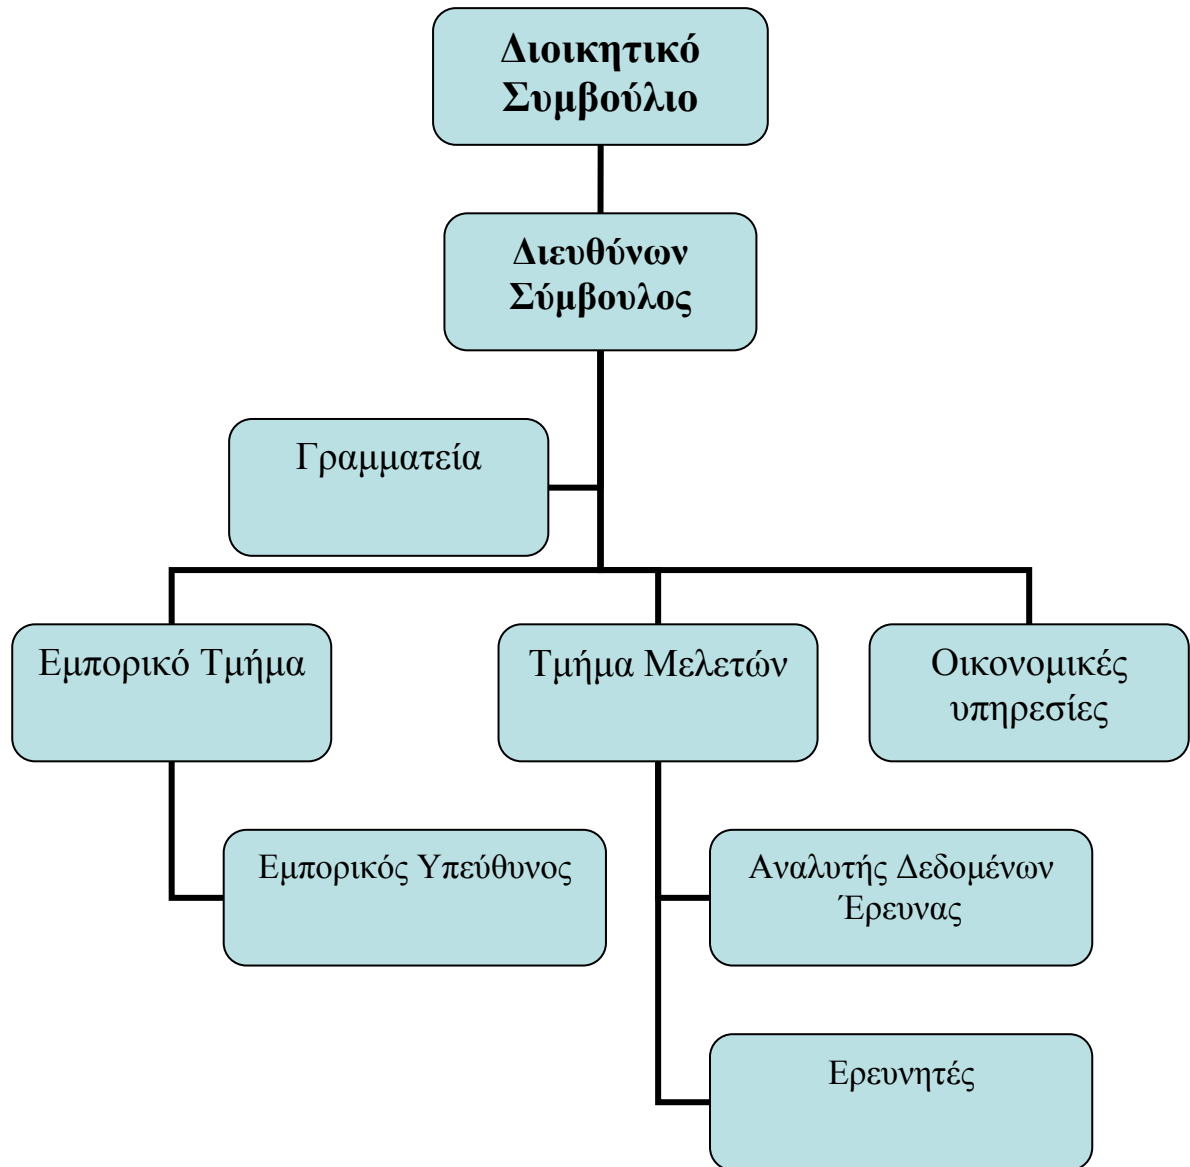 Διοικητικό
Συμβούλιο
Διευθύνων
Σύμβουλος
Γραμματεία
Εμπορικό Τμήμα
Τμήμα Μελετών
Οικονομικές
υπηρεσίες
Εμπορικός Υπεύθυνος
Αναλυτής Δεδομένων
Έρευνας
Ερευνητές